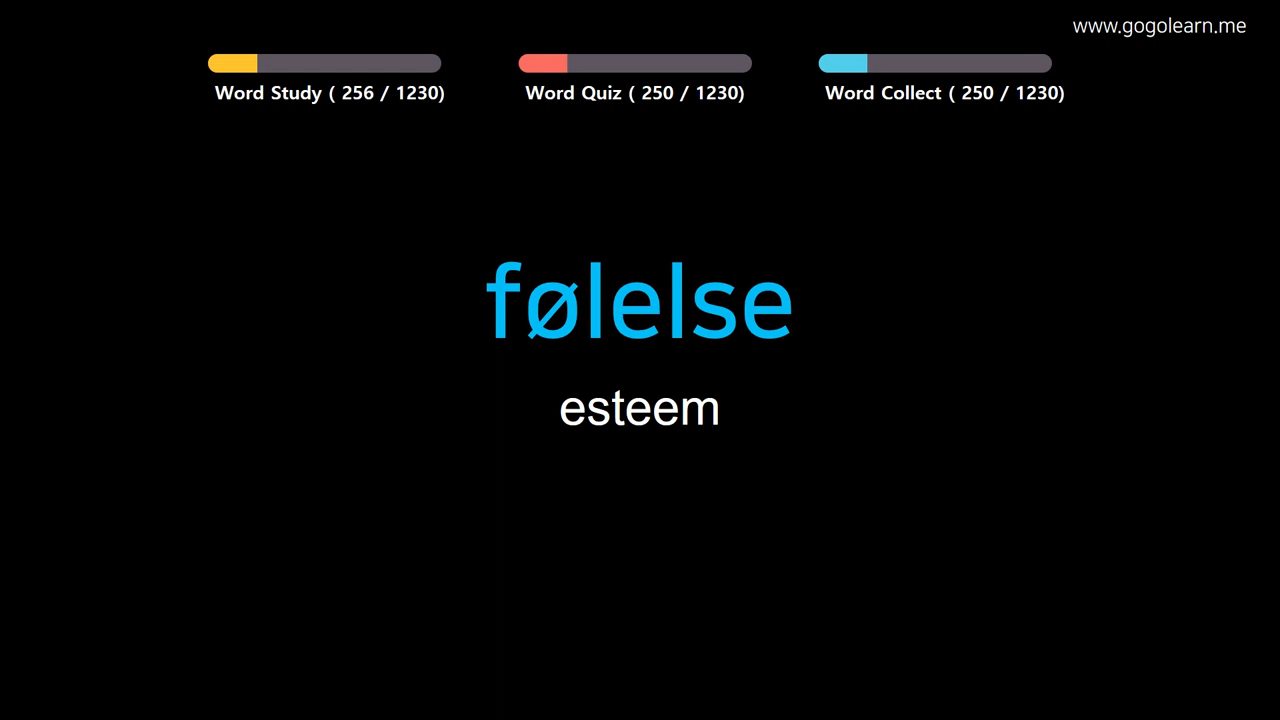 www.gogolearn.me
Word Study ( 256 / 1230)
Word Quiz ( 250 / 1230)
Word Collect ( 250 / 1230)
følelse
esteem